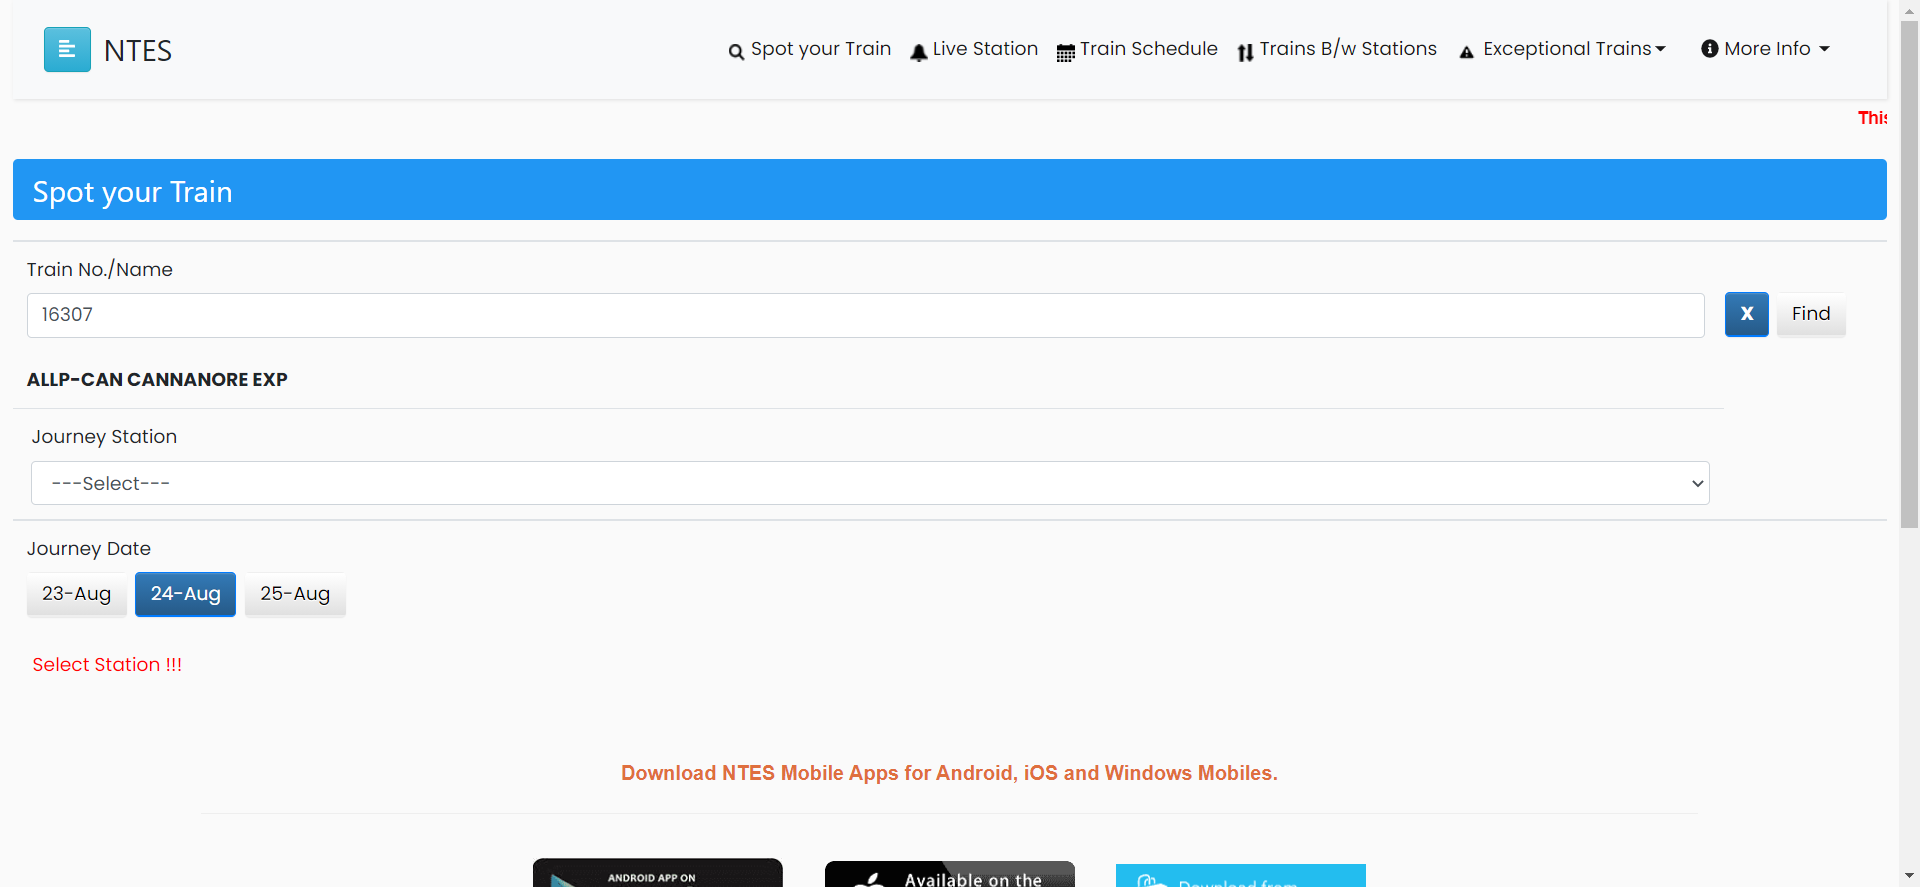 NTES
Spot your Train
Live Station
Train Schedule
Trains B/w Stations
Exceptional Trains
More Info
This
Spot your Train
Train No./Name
16307
X
Find
ALLP-CAN CANNANORE EXP
Journey Station
---Select---
Journey Date
23-Aug
24-Aug
25-Aug
Select Station !!!
Download NTES Mobile Apps for Android, iOS and Windows Mobiles.
ANDROID APP ON
Available on the
Download from